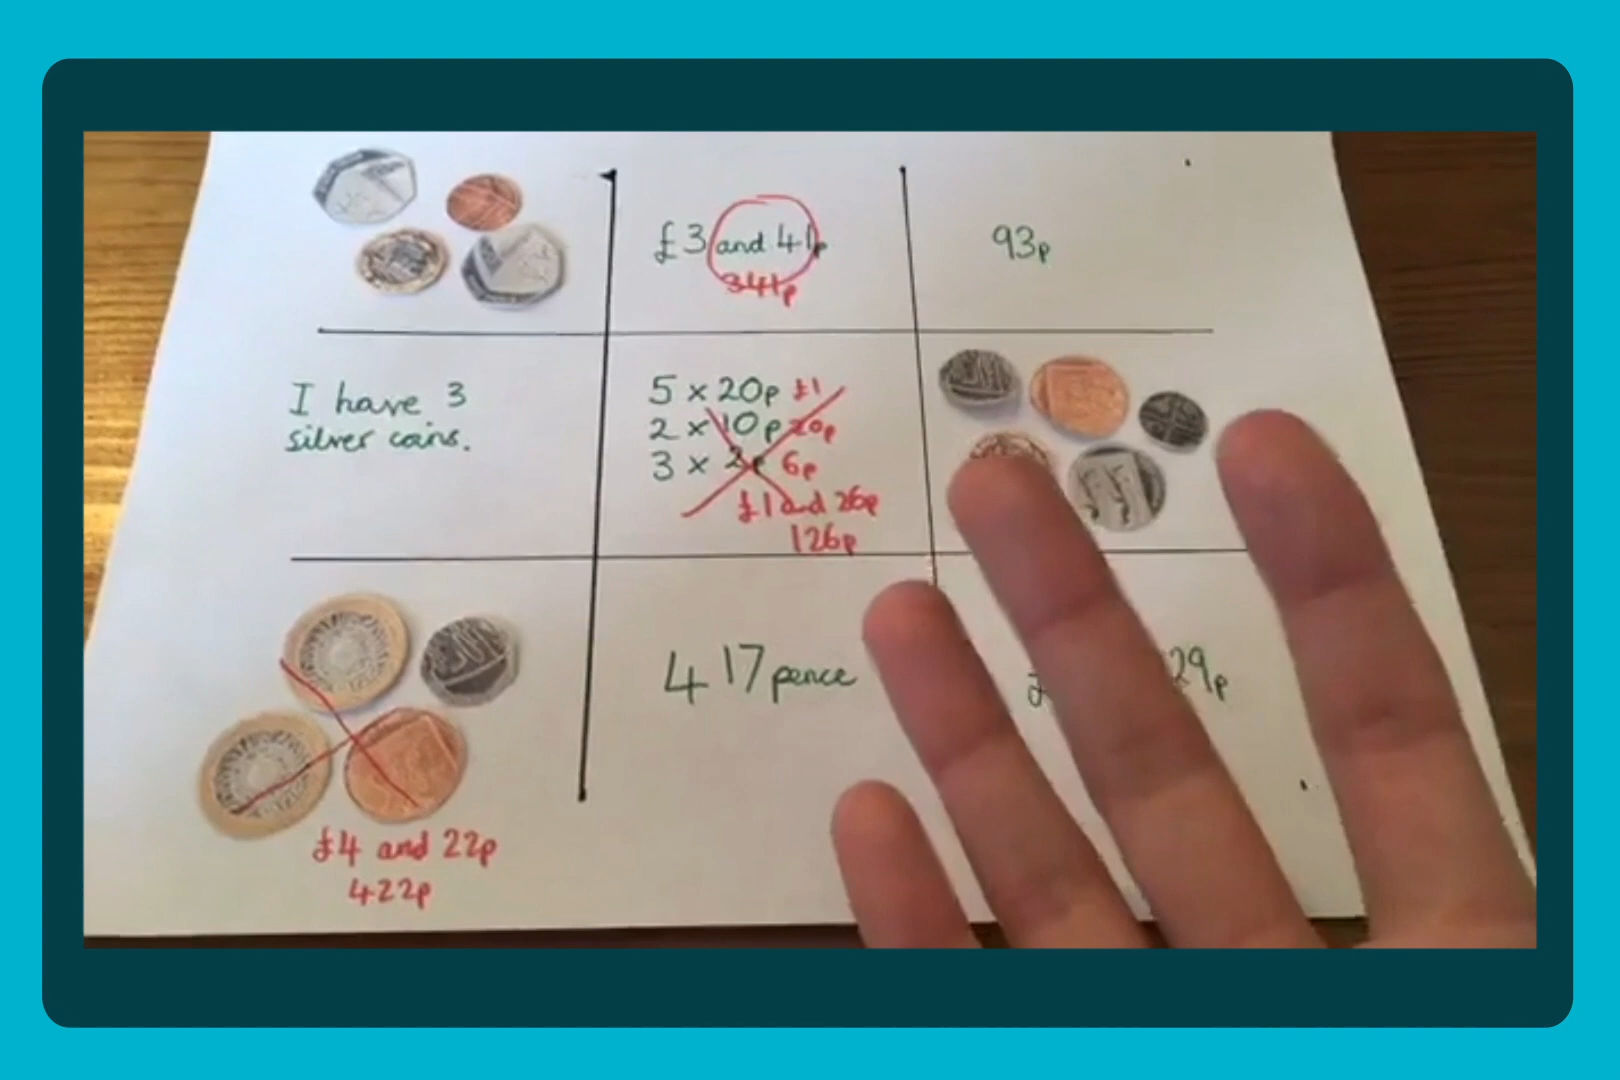 £3 and 41p
341p
93p
I have 3
silver coins.
5 x 20p £1
2 x 10p 20p
3 x 2p 6p
£1 and 26p
126p
417 pence
29p
£4 and 22p
422p